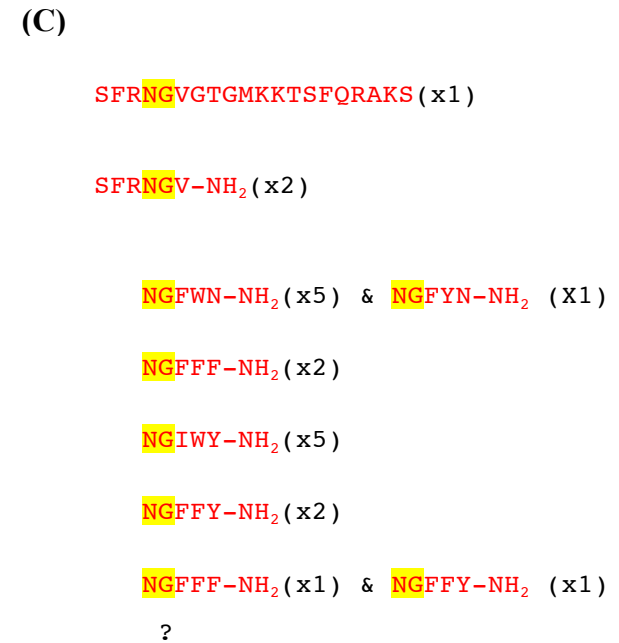 (C)
SFRNGVGTGMKKTSFQRAKS(x1)
SFRNGV-NH₂(x2)
NGFWN-NH₂(x5) & NGFYN-NH₂ (X1)
NGFFF-NH₂(x2)
NGIWY-NH₂(x5)
NGFFY-NH₂(x2)
NGFFF-NH₂(x1) & NGFFY-NH₂ (x1)
?